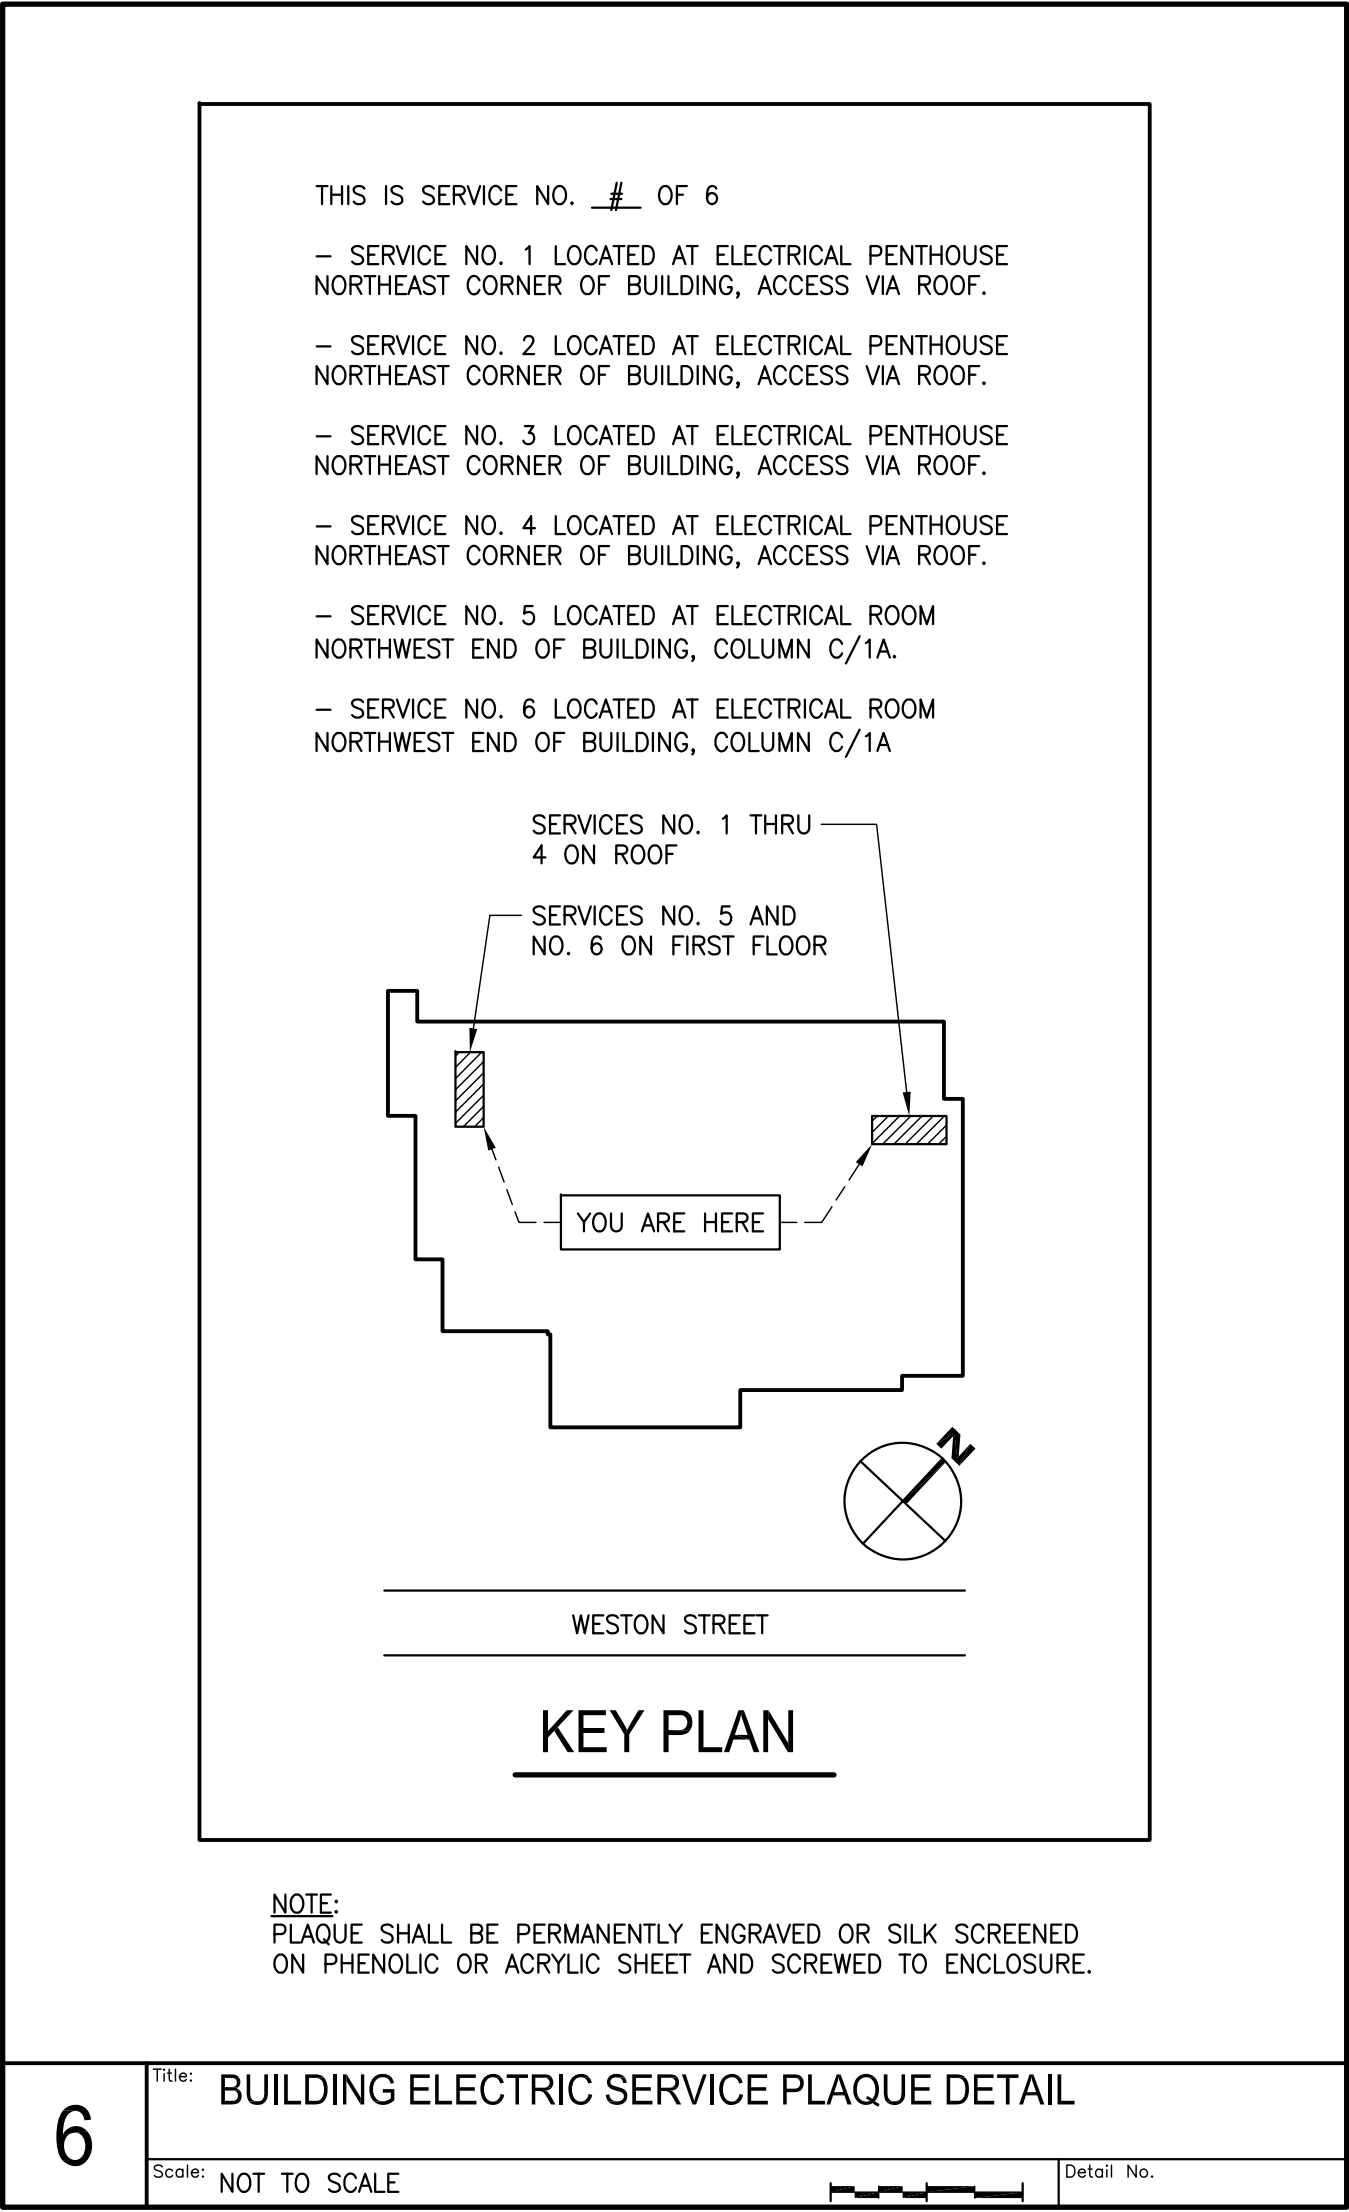 THIS IS SERVICE NO. # OF 6
– SERVICE NO. 1 LOCATED AT ELECTRICAL PENTHOUSE
NORTHEAST CORNER OF BUILDING, ACCESS VIA ROOF.
– SERVICE NO. 2 LOCATED AT ELECTRICAL PENTHOUSE
NORTHEAST CORNER OF BUILDING, ACCESS VIA ROOF.
– SERVICE NO. 3 LOCATED AT ELECTRICAL PENTHOUSE
NORTHEAST CORNER OF BUILDING, ACCESS VIA ROOF.
– SERVICE NO. 4 LOCATED AT ELECTRICAL PENTHOUSE
NORTHEAST CORNER OF BUILDING, ACCESS VIA ROOF.
– SERVICE NO. 5 LOCATED AT ELECTRICAL ROOM
NORTHWEST END OF BUILDING, COLUMN C/1A.
– SERVICE NO. 6 LOCATED AT ELECTRICAL ROOM
NORTHWEST END OF BUILDING, COLUMN C/1A
SERVICES NO. 1 THRU
4 ON ROOF
SERVICES NO. 5 AND
NO. 6 ON FIRST FLOOR
YOU ARE HERE
N
WESTON STREET
KEY PLAN
NOTE:
PLAQUE SHALL BE PERMANENTLY ENGRAVED OR SILK SCREENED
ON PHENOLIC OR ACRYLIC SHEET AND SCREWED TO ENCLOSURE.
6
Title: BUILDING ELECTRIC SERVICE PLAQUE DETAIL
Scale: NOT TO SCALE
Detail No.